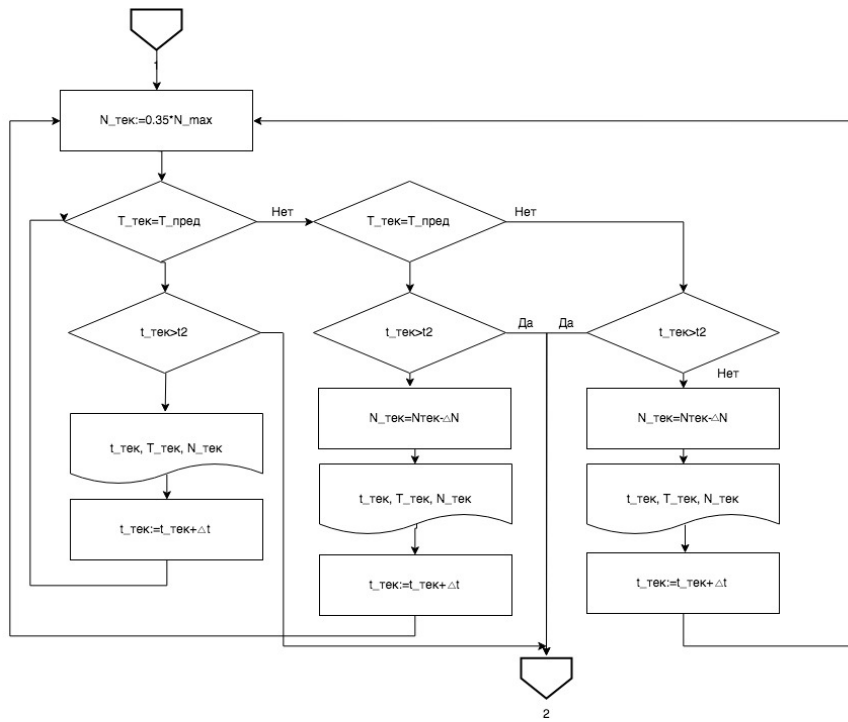 1
N_тек:=0.35*N_max
T_тек=T_пред
Нет
T_тек=T_пред
Нет
t_тек>t2
t_тек>t2
Да
Да
t_тек>t2
Нет
t_тек, T_тек, N_тек
N_тек=Nтек-△N
N_тек=Nтек-△N
t_тек, T_тек, N_тек
t_тек, T_тек, N_тек
t_тек:=t_тек+△t
t_тек:=t_тек+△t
t_тек:=t_тек+△t
2